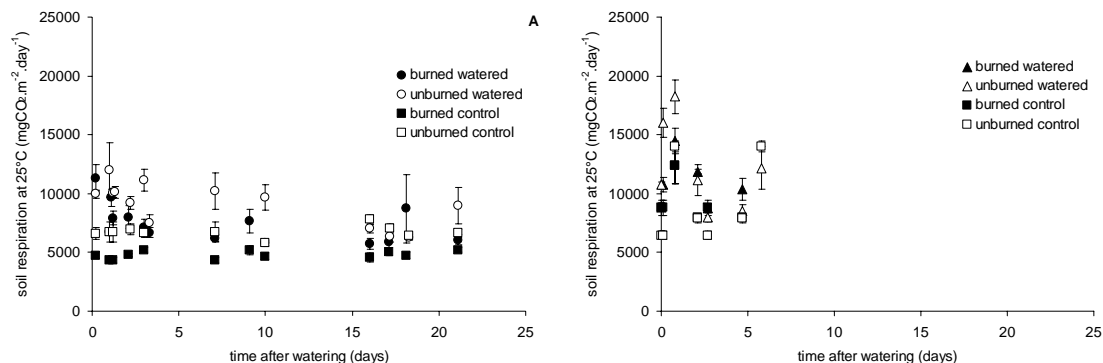 25000
20000
15000
10000
5000
0
soil respiration at 25°C (mgCO₂.m⁻².day⁻¹)
A
burned watered
unburned watered
burned control
unburned control
0 5 10 15 20 25
time after watering (days)
25000
20000
15000
10000
5000
0
soil respiration at 25°C (mgCO₂.m⁻².day⁻¹)
burned watered
unburned watered
burned control
unburned control
0 5 10 15 20 25
time after watering (days)